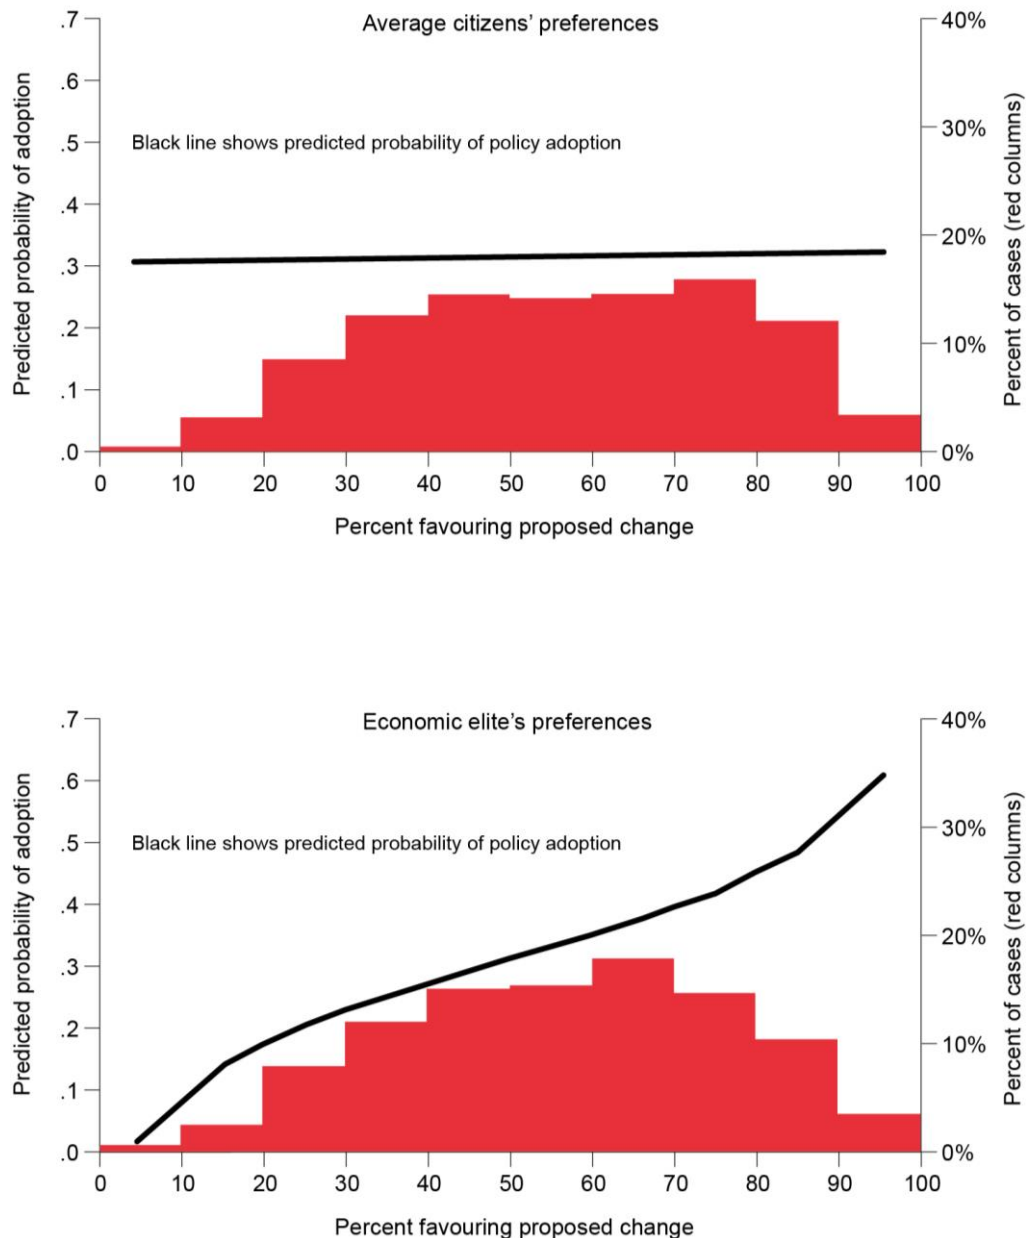 Average citizens' preferences
Predicted probability of adoption
.7
.6
.5
.4
.3
.2
.1
.0
Black line shows predicted probability of policy adoption
40%
30%
20%
10%
0%
Percent of cases (red columns)
0 10 20 30 40 50 60 70 80 90 100
Percent favouring proposed change
Economic elite's preferences
Predicted probability of adoption
.7
.6
.5
.4
.3
.2
.1
.0
Black line shows predicted probability of policy adoption
40%
30%
20%
10%
0%
Percent of cases (red columns)
0 10 20 30 40 50 60 70 80 90 100
Percent favouring proposed change